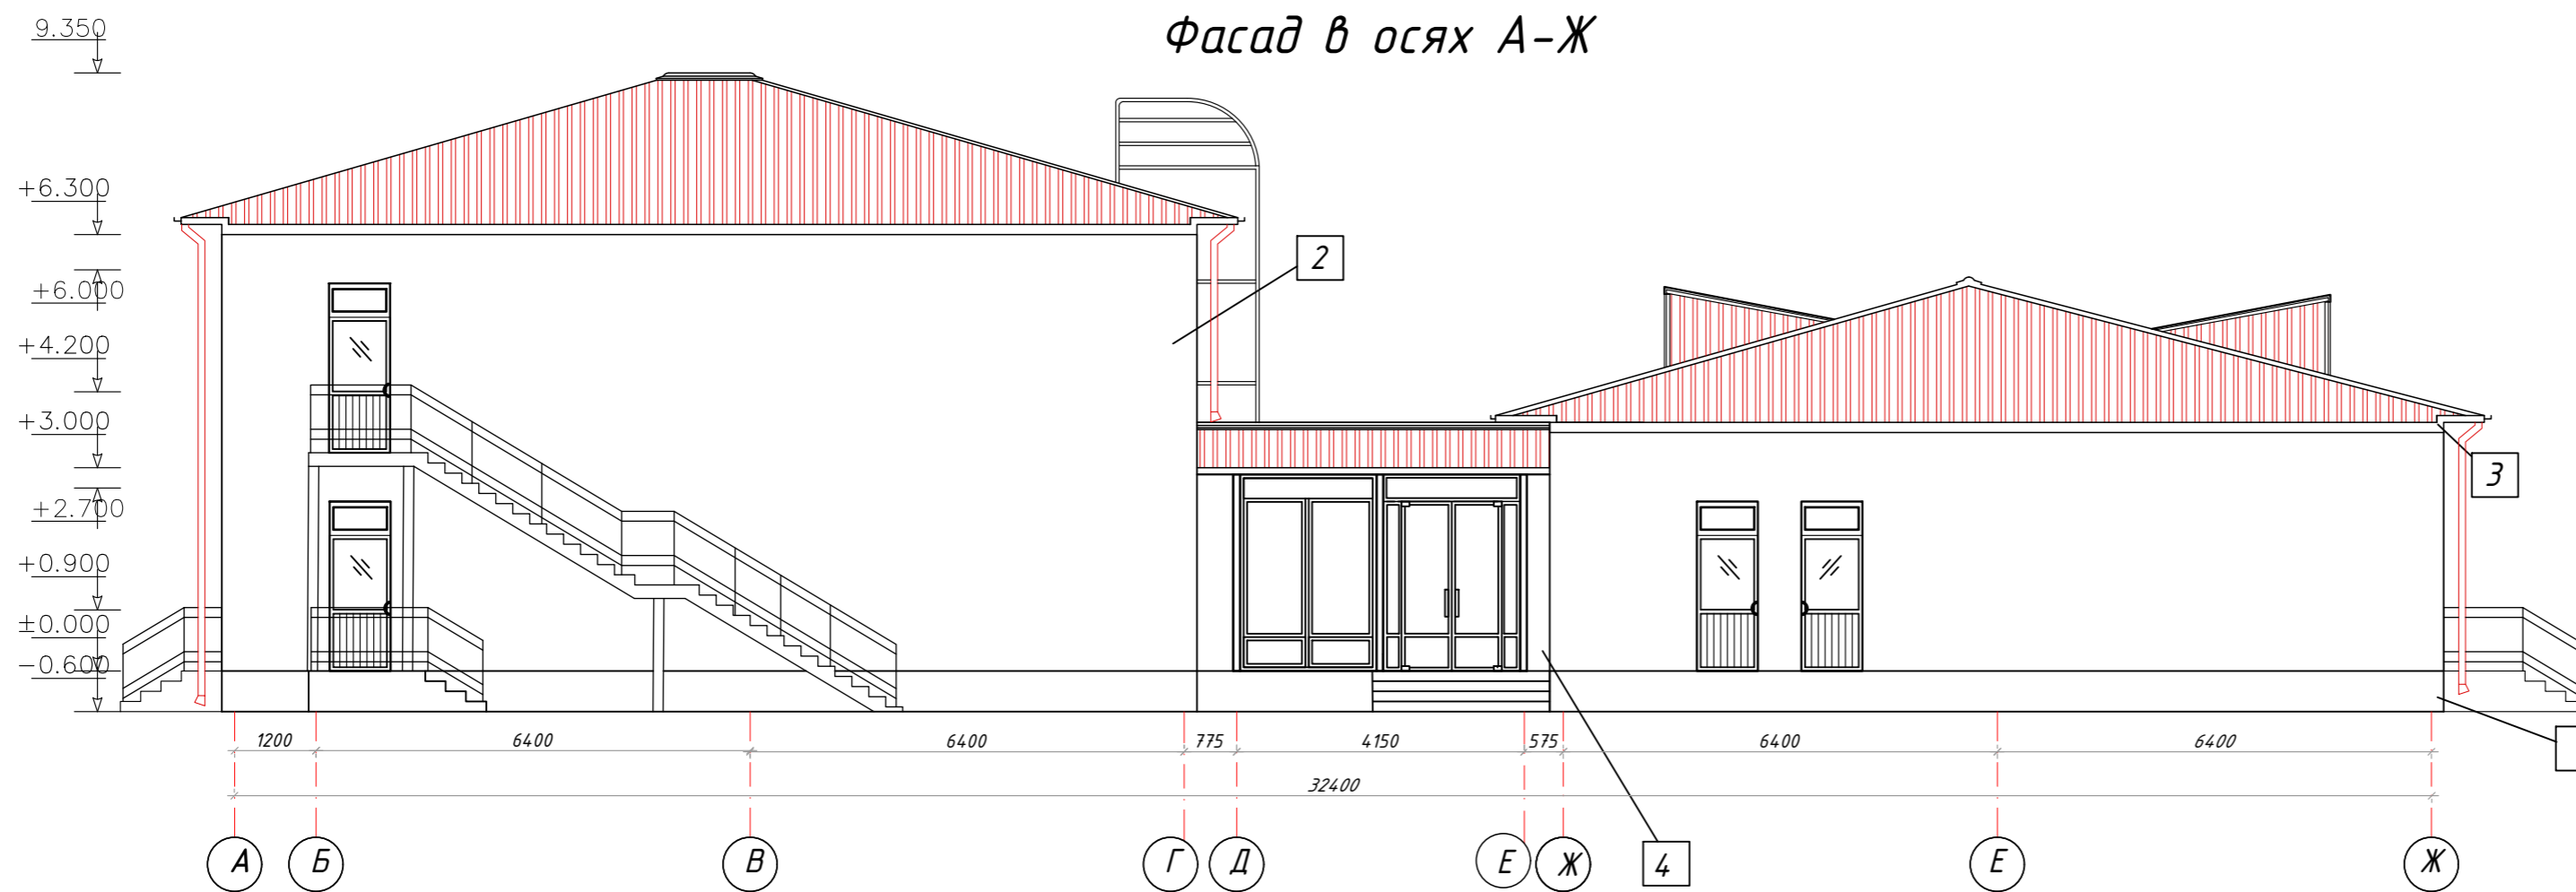 Фасад в осях А-Ж
9.350
+6.300
+6.000
+4.200
+3.000
+2.700
+0.900
±0.000
-0.600
2
3
4
1200
6400
6400
775
4150
575
6400
6400
32400
А
Б
В
Г
Д
Е
Ж
Е
Ж